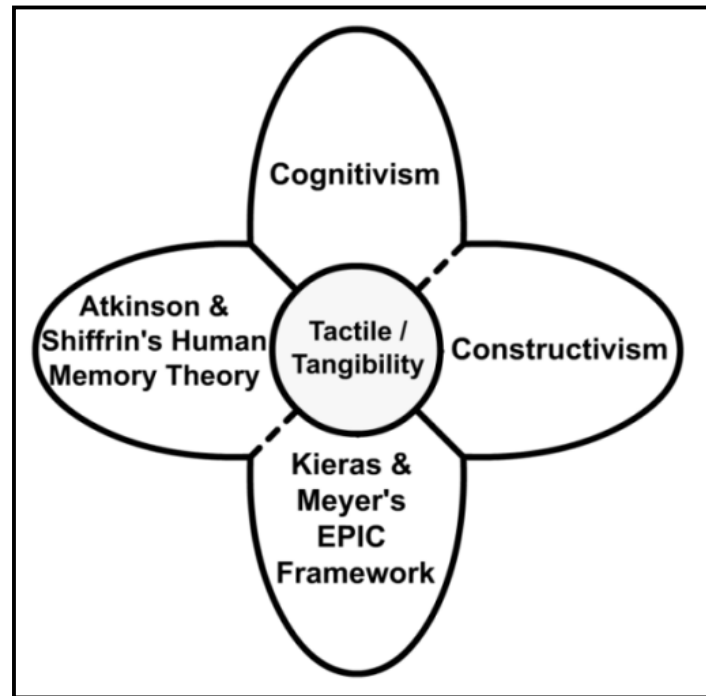 Cognitivism
Atkinson &
Shiffrin's Human
Memory Theory
Tactile /
Tangibility
Constructivism
Kieras &
Meyer's
EPIC
Framework